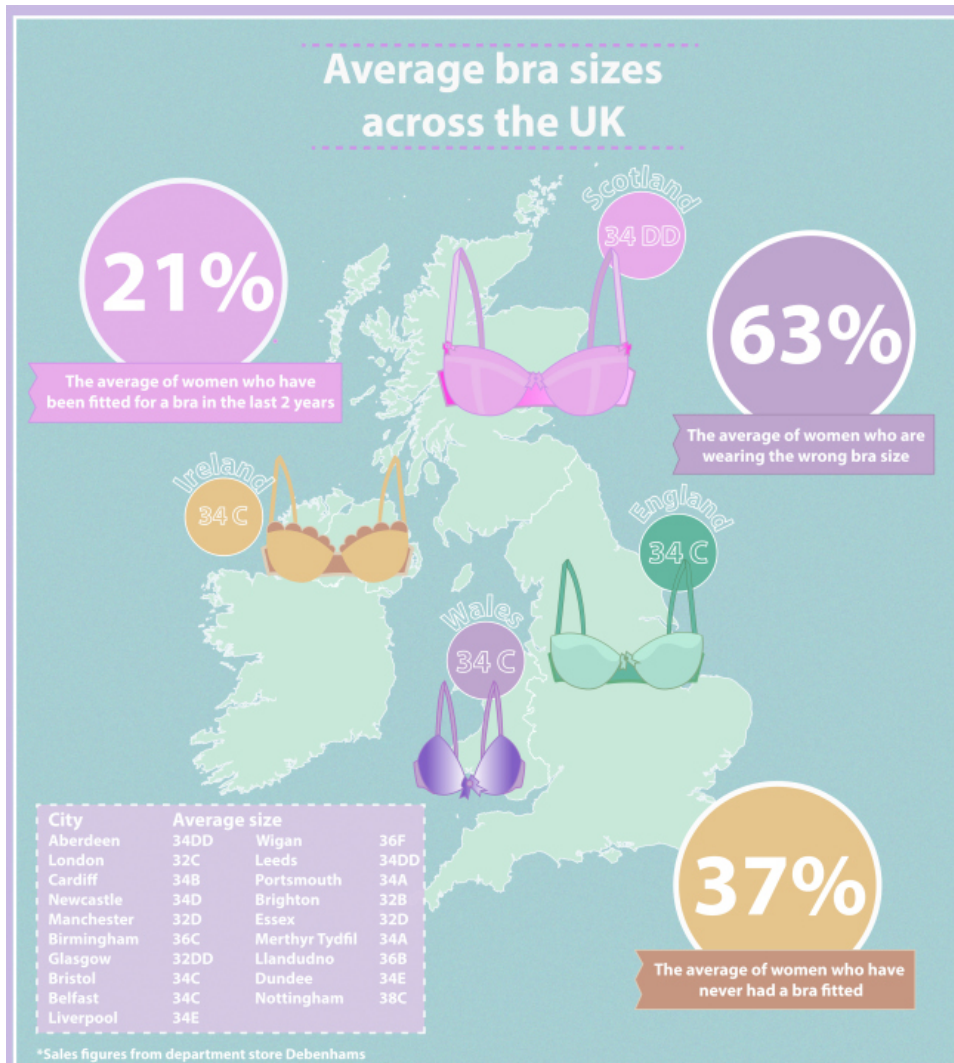 Average bra sizes
across the UK
Scotland
34 DD
21%
The average of women who have
been fitted for a bra in the last 2 years
63%
The average of women who are
wearing the wrong bra size
Ireland
34 C
England
34 C
Wales
34 C
City Average size
Aberdeen 34DD Wigan 36F
London 32C Leeds 34DD
Cardiff 34B Portsmouth 34A
Newcastle 34D Brighton 32B
Manchester 32D Essex 32D
Birmingham 36C Merthyr Tydfil 34A
Glasgow 32DD Llandudno 36B
Bristol 34C Dundee 34E
Belfast 34C Nottingham 38C
Liverpool 34E
37%
The average of women who have
never had a bra fitted
*Sales figures from department store Debenhams